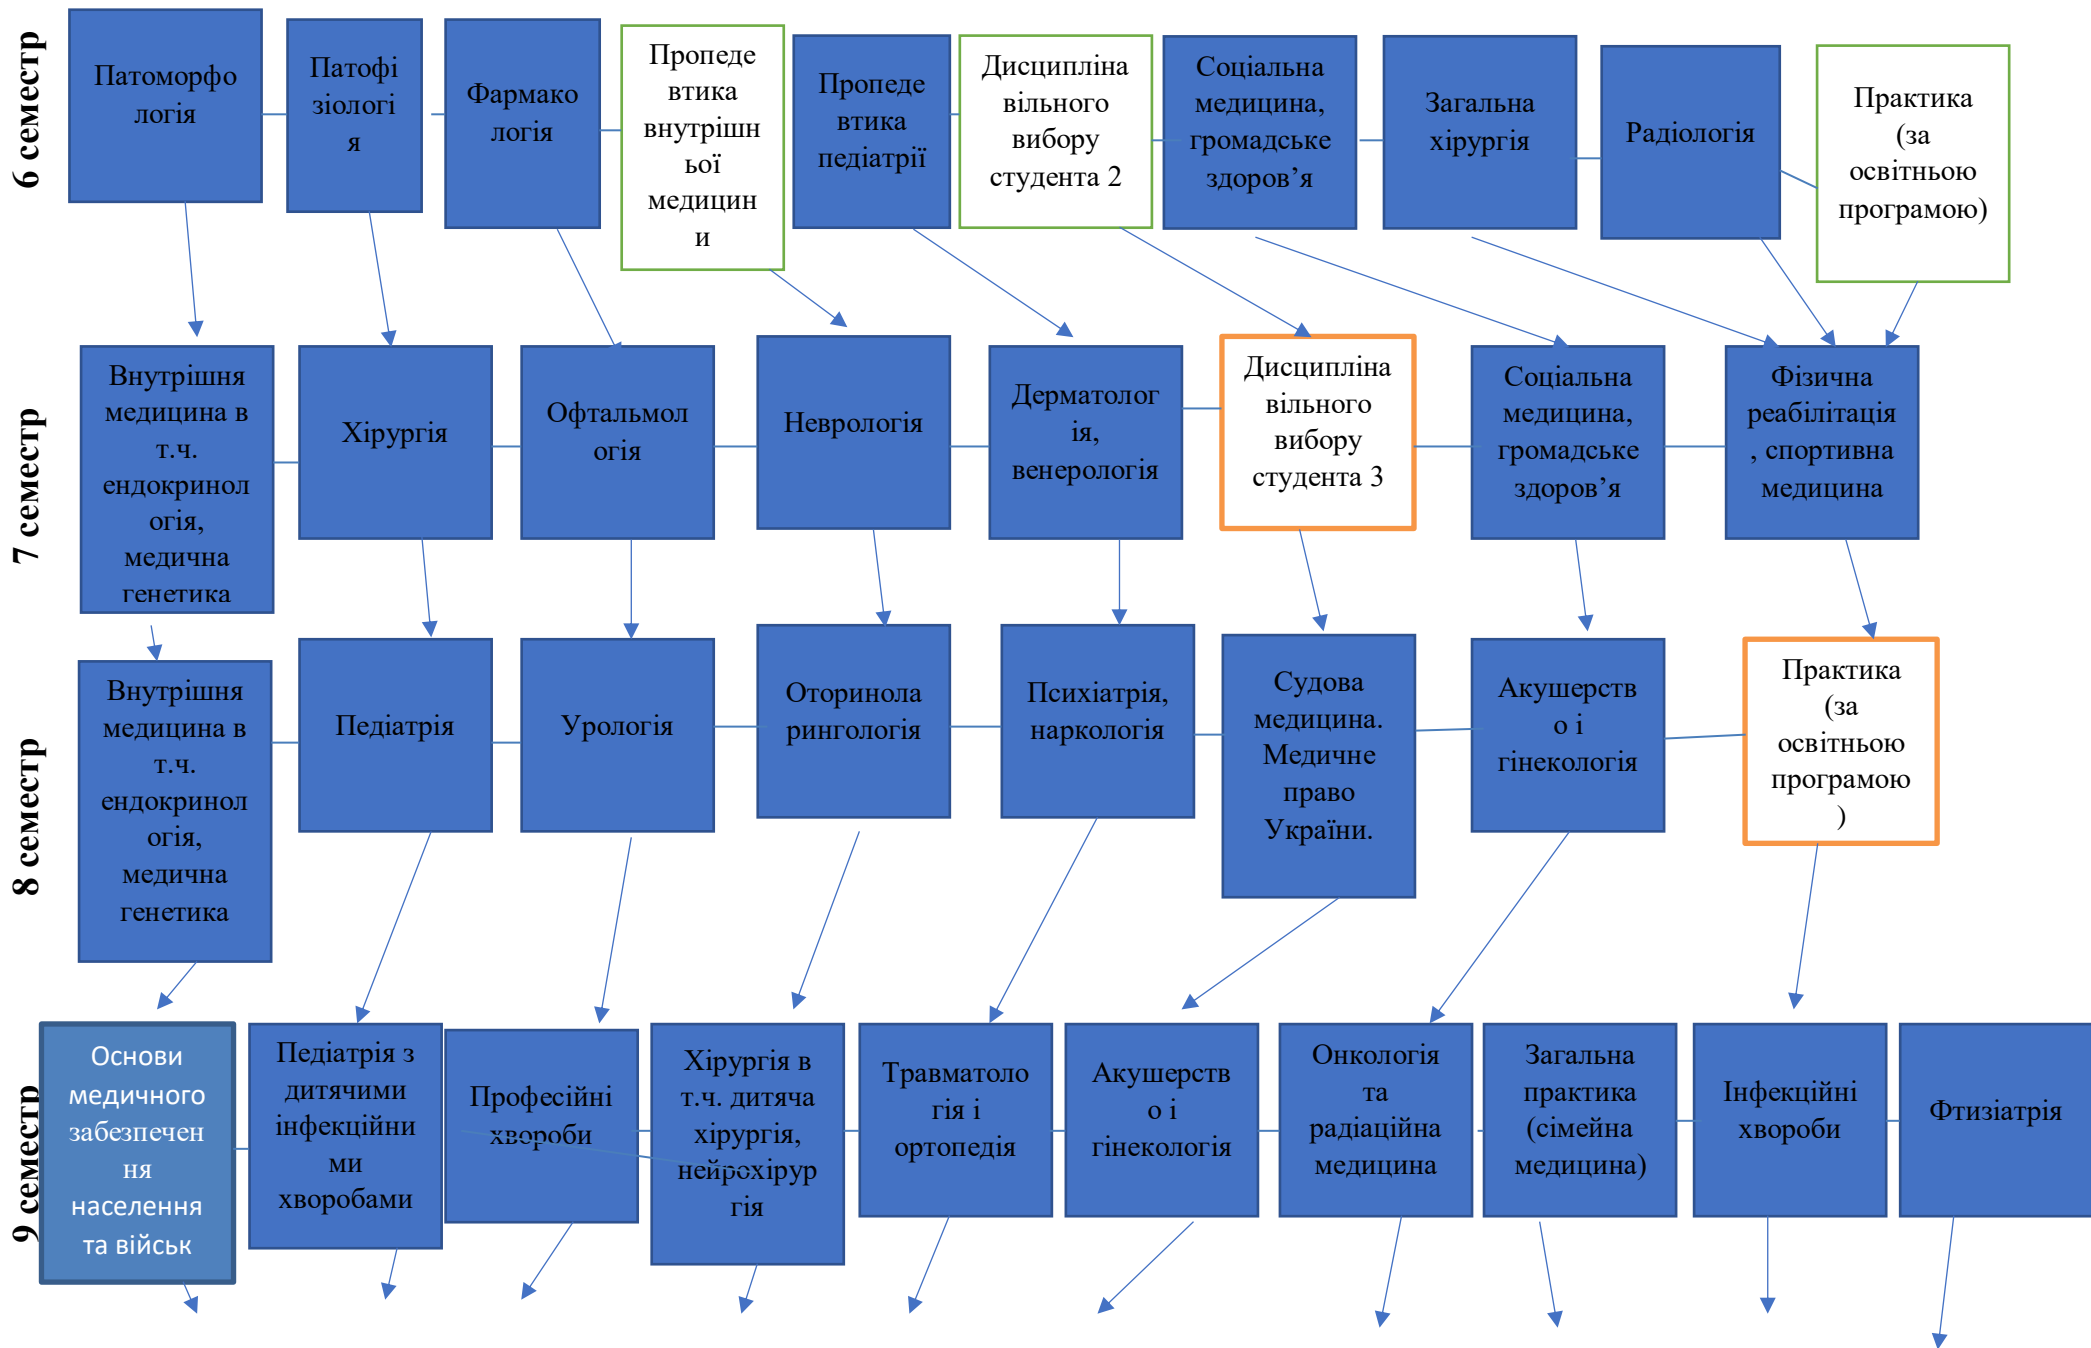 6 семестр
Патоморфо
логія
Патофі
зіологі
я
Фармако
логія
Пропеде
втика
внутрішн
ьої
медицин
и
Пропеде
втика
педіатрії
Дисципліна
вільного
вибору
студента 2
Соціальна
медицина,
громадське
здоров’я
Загальна
хірургія
Радіологія
Практика
(за
освітньою
програмою)
7 семестр
Внутрішня
медицина в
т.ч.
ендокринол
огія,
медична
генетика
Хірургія
Офтальмол
огія
Неврологія
Дерматолог
ія,
венерологія
Дисципліна
вільного
вибору
студента 3
Соціальна
медицина,
громадське
здоров’я
Фізична
реабілітація
, спортивна
медицина
8 семестр
Внутрішня
медицина в
т.ч.
ендокринол
огія,
медична
генетика
Педіатрія
Урологія
Оторинола
рингологія
Психіатрія,
наркологія
Судова
медицина.
Медичне
право
України.
Акушерств
о і
гінекологія
Практика
(за
освітньою
програмою
)
9 семестр
Основи
медичного
забезпечен
ня
населення
та військ
Педіатрія з
дитячими
інфекційни
ми
хворобами
Професійні
хвороби
Хірургія в
т.ч. дитяча
хірургія,
нейрохірур
гія
Травматоло
гія і
ортопедія
Акушерств
о і
гінекологія
Онкологія
та
радіаційна
медицина
Загальна
практика
(сімейна
медицина)
Інфекційні
хвороби
Фтизіатрія